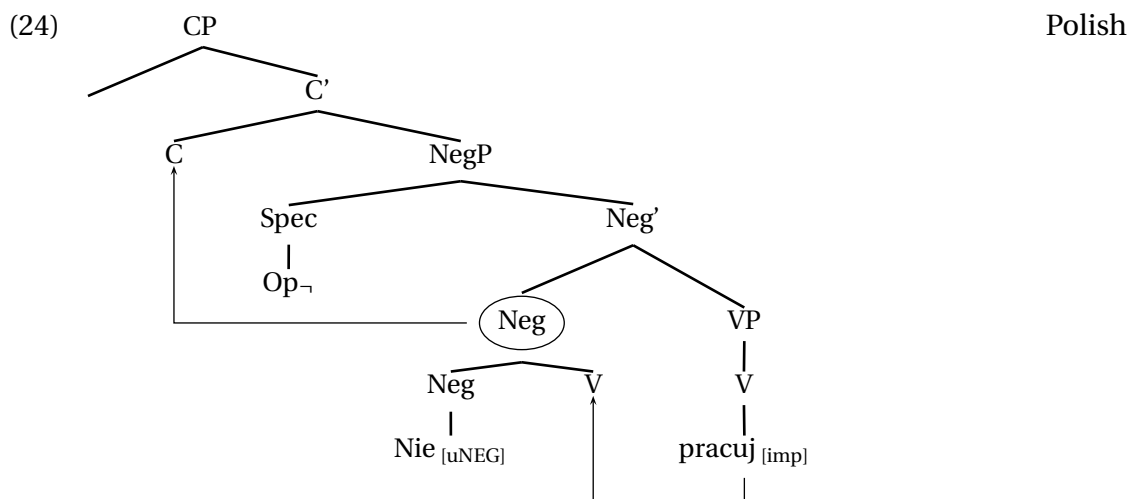 (24) CP Polish
C’
C NegP
Spec Neg’
Op¬
Neg VP
Neg V V
Nie [uNEG] pracuj [imp]